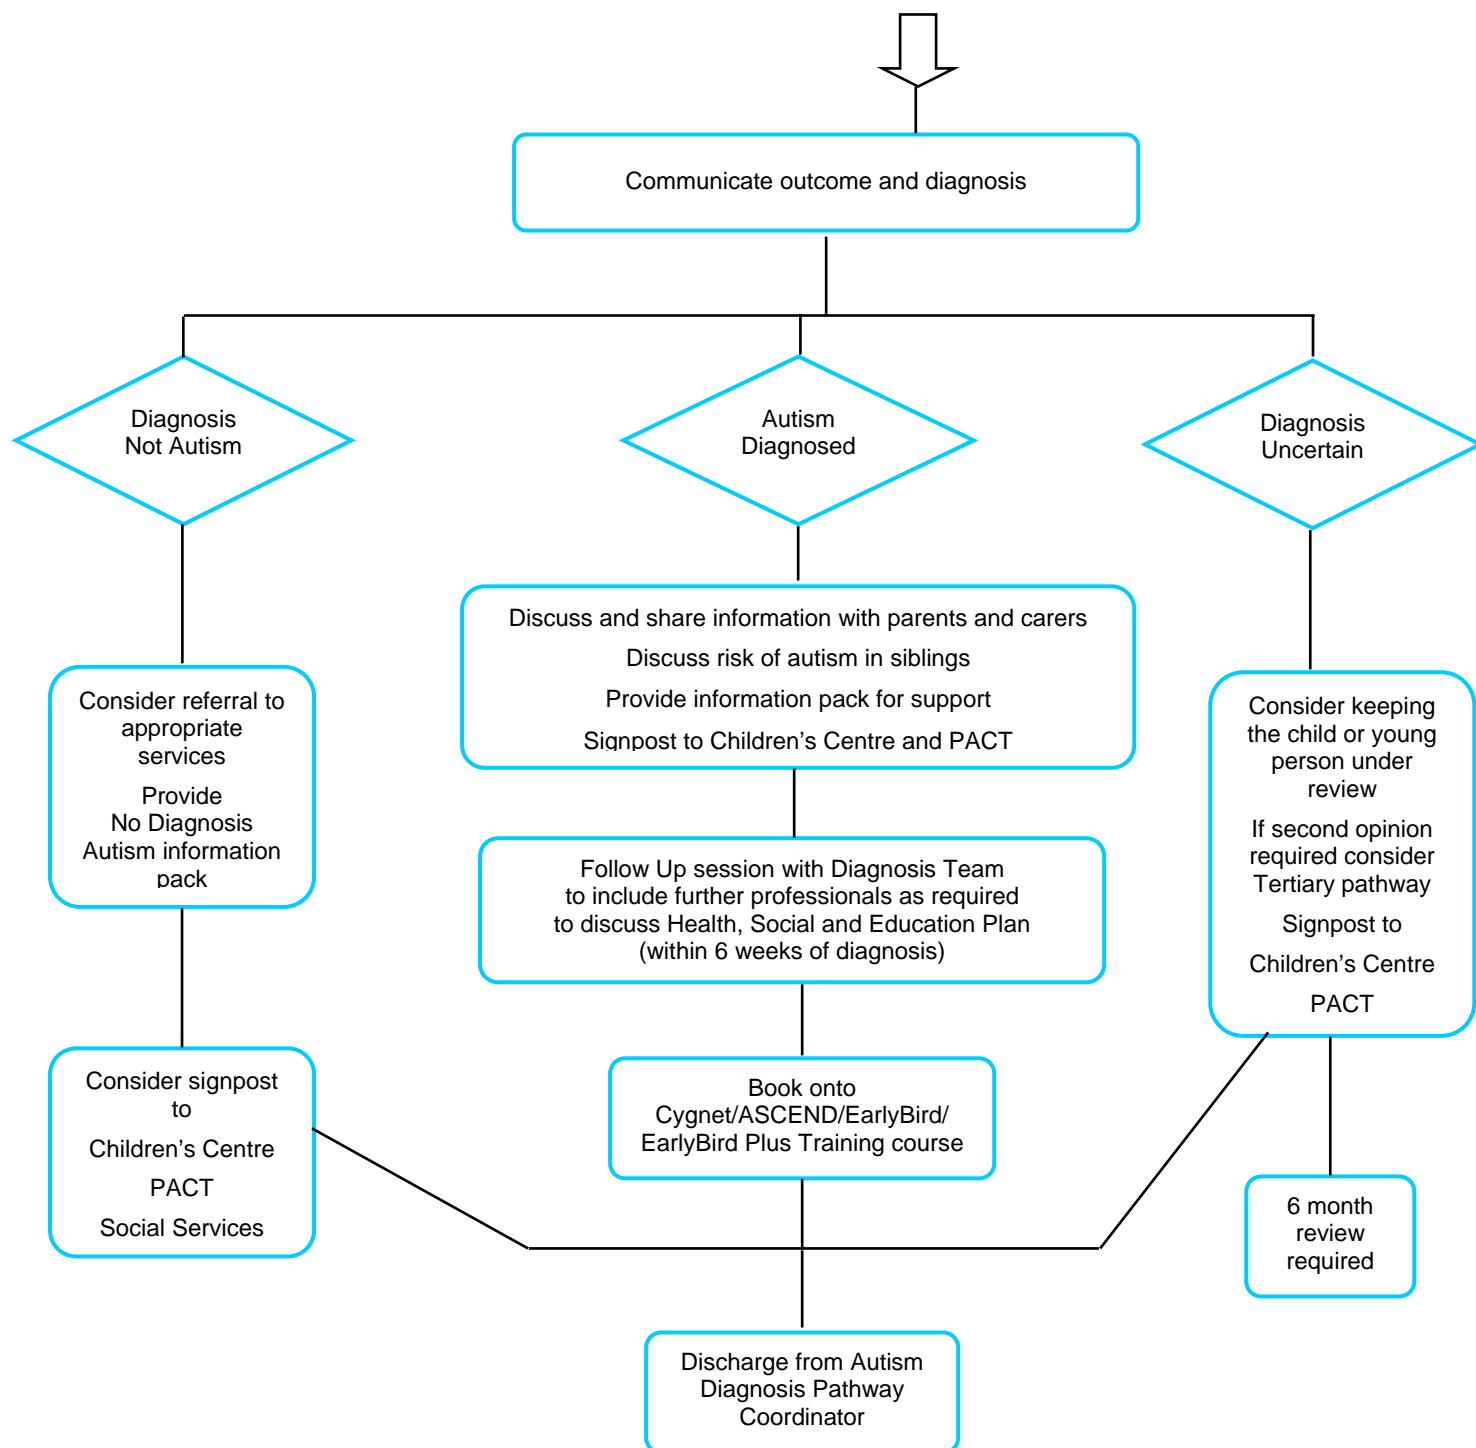 Communicate outcome and diagnosis
Diagnosis
Not Autism
Autism
Diagnosed
Diagnosis
Uncertain
Discuss and share information with parents and carers
Discuss risk of autism in siblings
Provide information pack for support
Signpost to Children's Centre and PACT
Consider referral to
appropriate
services
Provide
No Diagnosis
Autism information
pack
Consider keeping
the child or young
person under
review
If second opinion
required consider
Tertiary pathway
Signpost to
Children's Centre
PACT
Follow Up session with Diagnosis Team
to include further professionals as required
to discuss Health, Social and Education Plan
(within 6 weeks of diagnosis)
Consider signpost
to
Children's Centre
PACT
Social Services
Book onto
Cygnet/ASCEND/EarlyBird/
EarlyBird Plus Training course
6 month
review
required
Discharge from Autism
Diagnosis Pathway
Coordinator